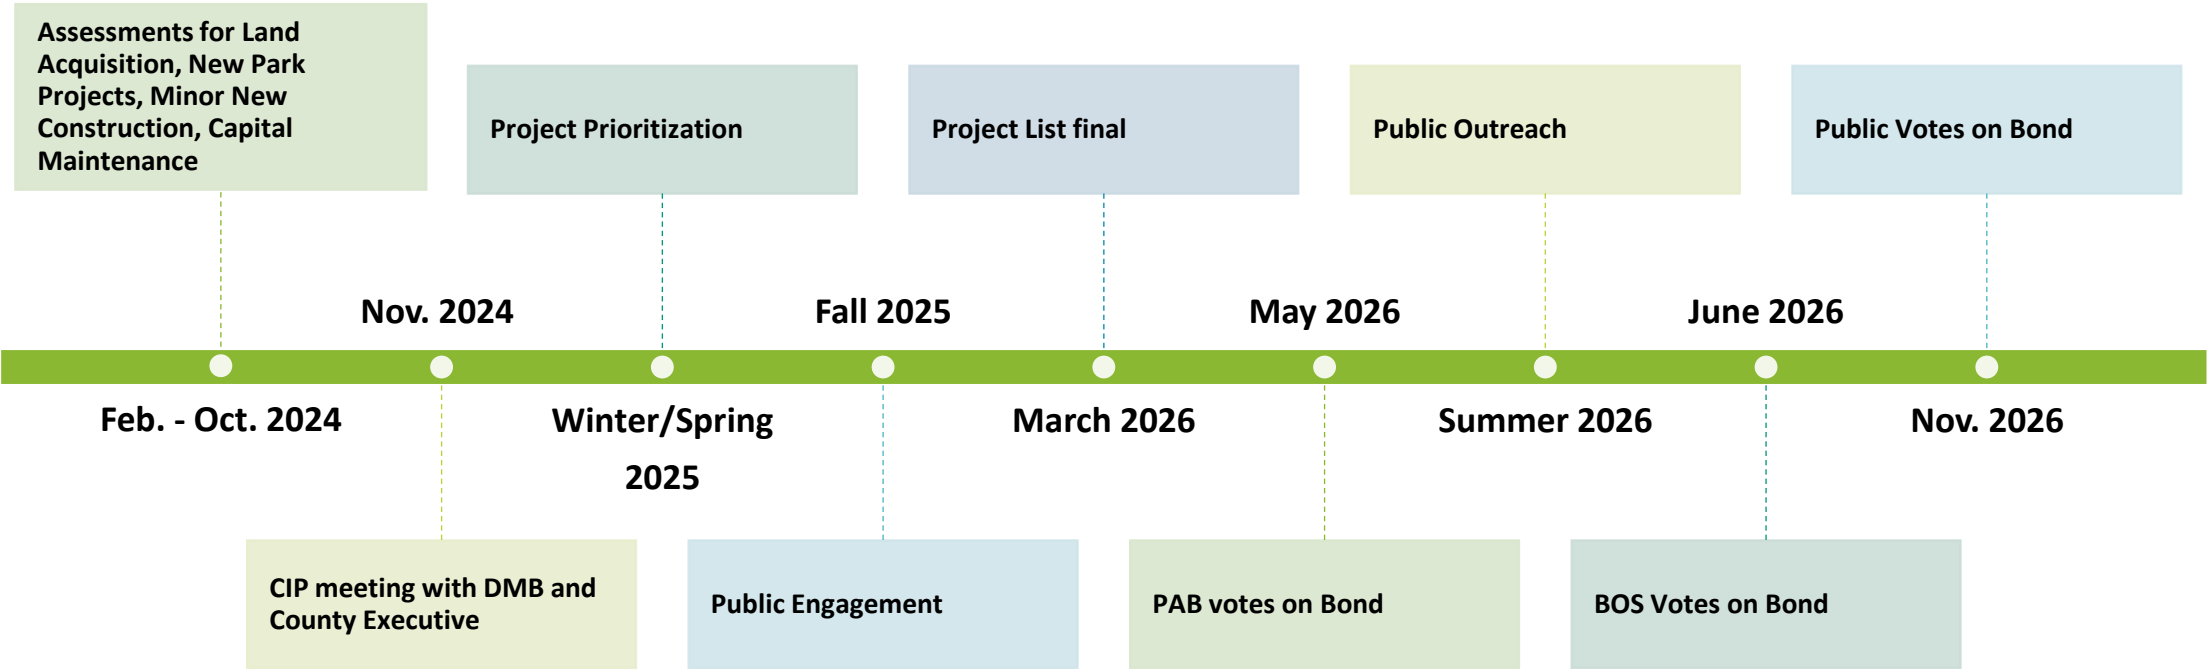 Assessments for Land
Acquisition, New Park
Projects, Minor New
Construction, Capital
Maintenance
Project Prioritization
Project List final
Public Outreach
Public Votes on Bond
Nov. 2024
Fall 2025
May 2026
June 2026
Feb. - Oct. 2024
Winter/Spring
2025
March 2026
Summer 2026
Nov. 2026
CIP meeting with DMB and
County Executive
Public Engagement
PAB votes on Bond
BOS Votes on Bond